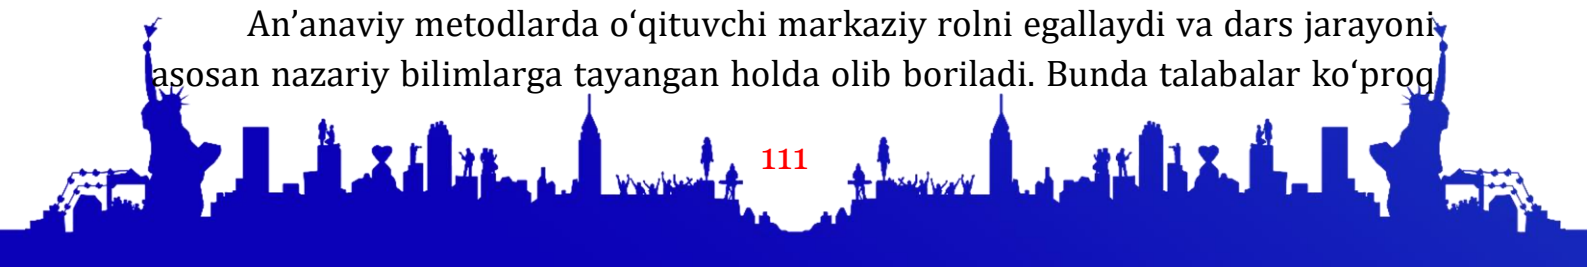 An’anaviy metodlarda o‘qituvchi markaziy rolni egallaydi va dars jarayoni
asosan nazariy bilimlarga tayangan holda olib boriladi. Bunda talabalar ko‘proq
111